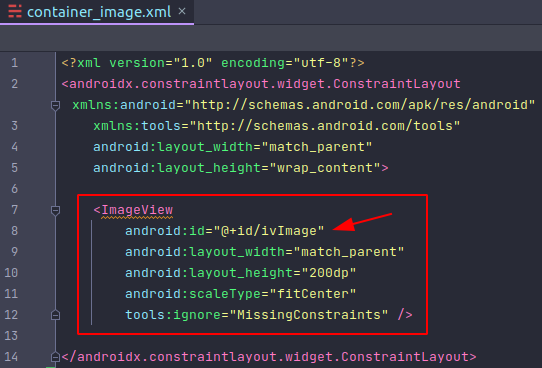 container_image.xml ×
1 <?xml version="1.0" encoding="utf-8"?>
2 <androidx.constraintlayout.widget.ConstraintLayout
xmlns:android="http://schemas.android.com/apk/res/android"
3 xmlns:tools="http://schemas.android.com/tools"
4 android:layout_width="match_parent"
5 android:layout_height="wrap_content">
6
7 <ImageView
8 android:id="@+id/ivImage"
9 android:layout_width="match_parent"
10 android:layout_height="200dp"
11 android:scaleType="fitCenter"
12 tools:ignore="MissingConstraints" />
13
14 </androidx.constraintlayout.widget.ConstraintLayout>